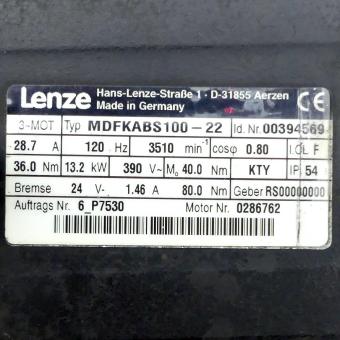 Lenze
Hans-Lenze-Straße 1 · D-31855 Aerzen
Made in Germany
CE
3-MOT Typ MDFKABS100-22 Id. Nr. 00394569
28.7 A 120 Hz 3510 min⁻¹ cosφ 0.80 I.CL F
36.0 Nm 13.2 kW 390 V~ M₀ 40.0 Nm KTY IP 54
Bremse 24 V- 1.46 A 80.0 Nm Geber RS00000000
Auftrags Nr. 6_P7530 Motor Nr. 0286762